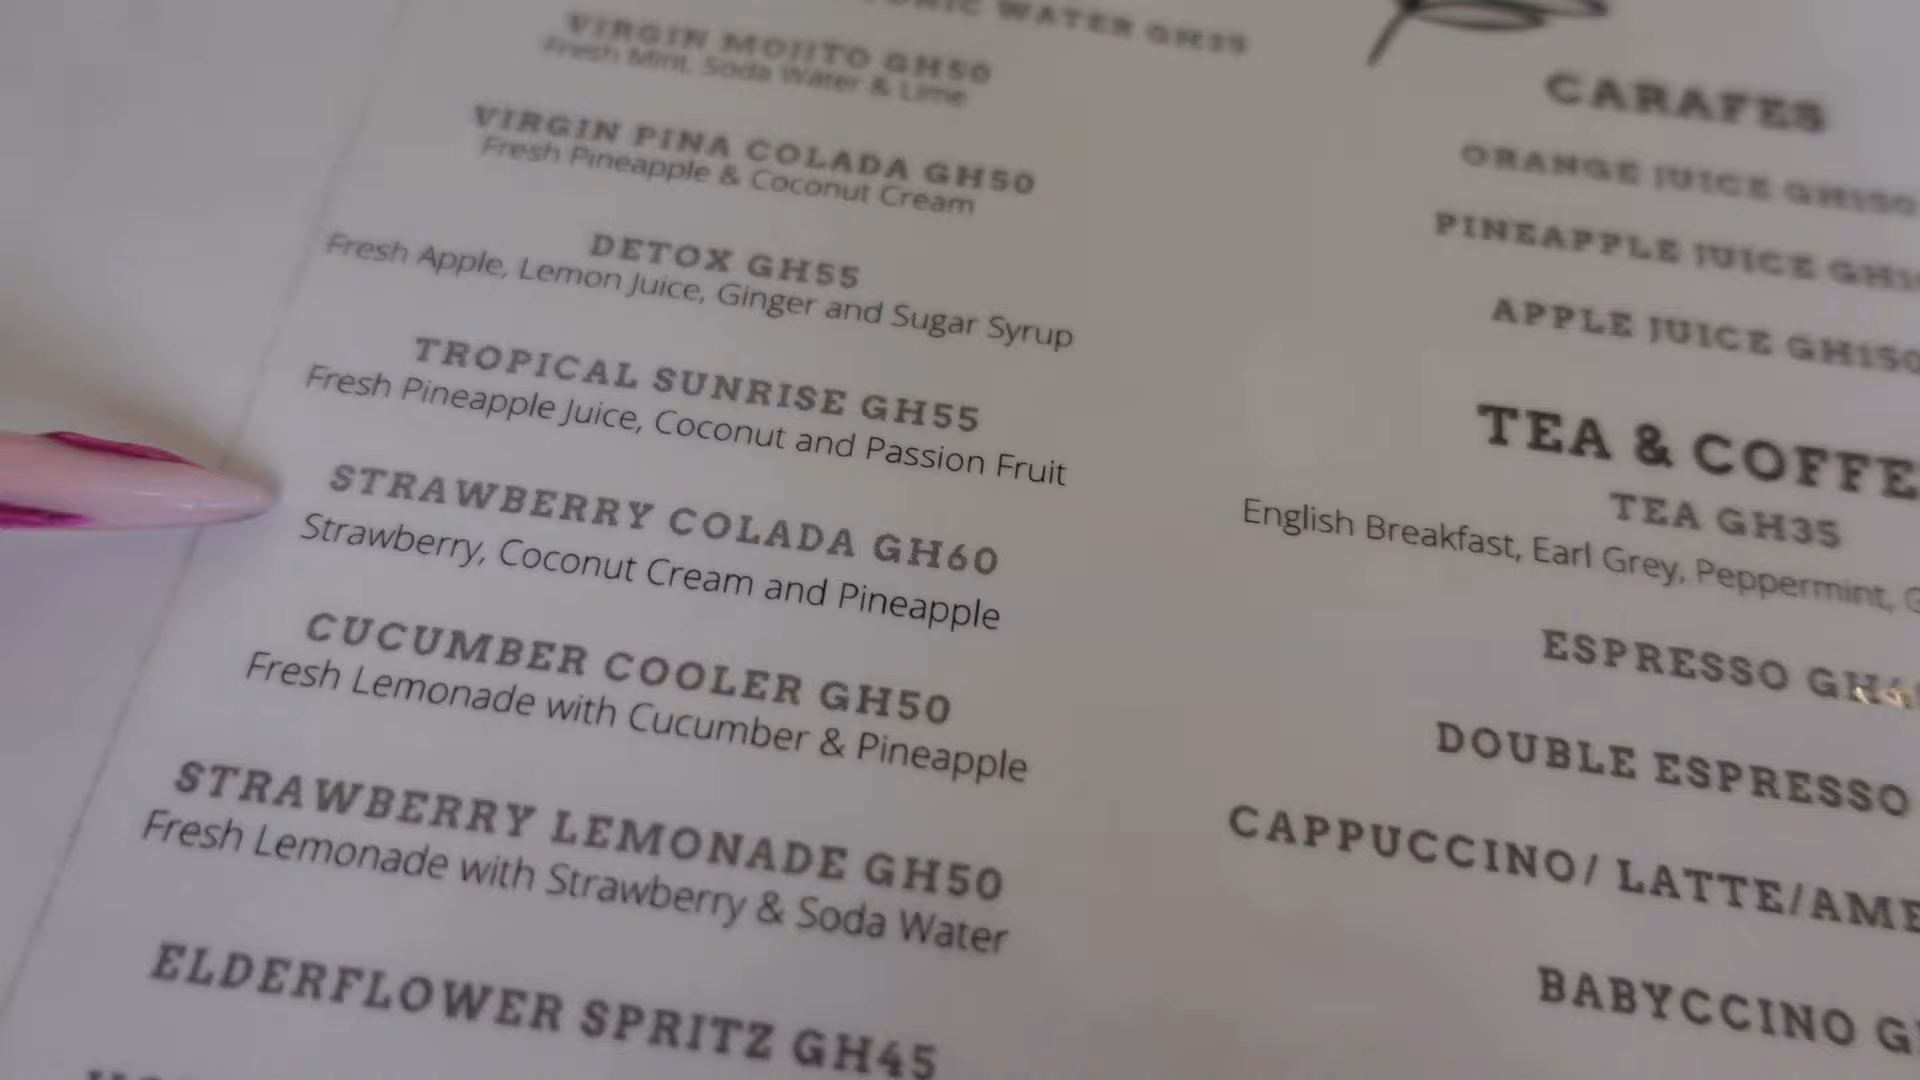 WATER GH35
VIRGIN MOJITO GH50
Fresh Mint, Soda Water & Lime
VIRGIN PINA COLADA GH50
Fresh Pineapple & Coconut Cream
DETOX GH55
Fresh Apple, Lemon Juice, Ginger and Sugar Syrup
TROPICAL SUNRISE GH55
Fresh Pineapple Juice, Coconut and Passion Fruit
STRAWBERRY COLADA GH60
Strawberry, Coconut Cream and Pineapple
CUCUMBER COOLER GH50
Fresh Lemonade with Cucumber & Pineapple
STRAWBERRY LEMONADE GH50
Fresh Lemonade with Strawberry & Soda Water
ELDERFLOWER SPRITZ GH45
CARAFES
ORANGE JUICE GH150
PINEAPPLE JUICE
APPLE JUICE GH150
TEA & COFFE
TEA GH35
English Breakfast, Earl Grey, Peppermint,
ESPRESSO
DOUBLE ESPRESSO
CAPPUCCINO/ LATTE/AME
BABYCCINO